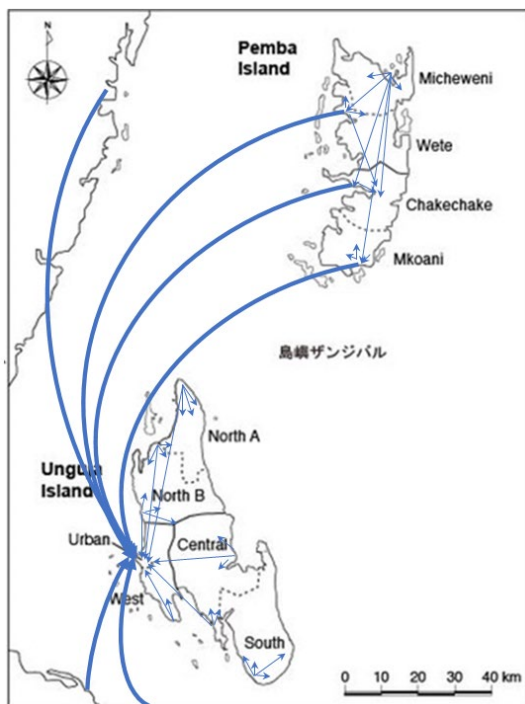 N
Pemba
Island
Micheweni
Wete
Chakechake
Mkoani
島嶼ザンジバル
North A
Unguja
Island
North B
Urban
Central
West
South
0 10 20 30 40 km